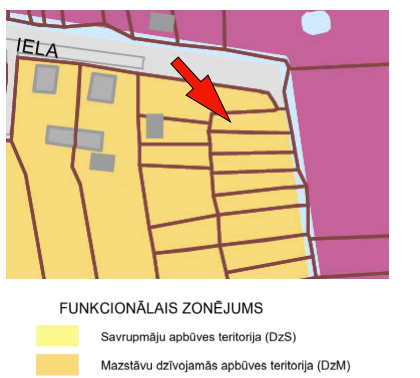 IELA
FUNKCIONĀLAIS ZONĒJUMS
Savrupmāju apbūves teritorija (DzS)
Mazstāvu dzīvojamās apbūves teritorija (DzM)